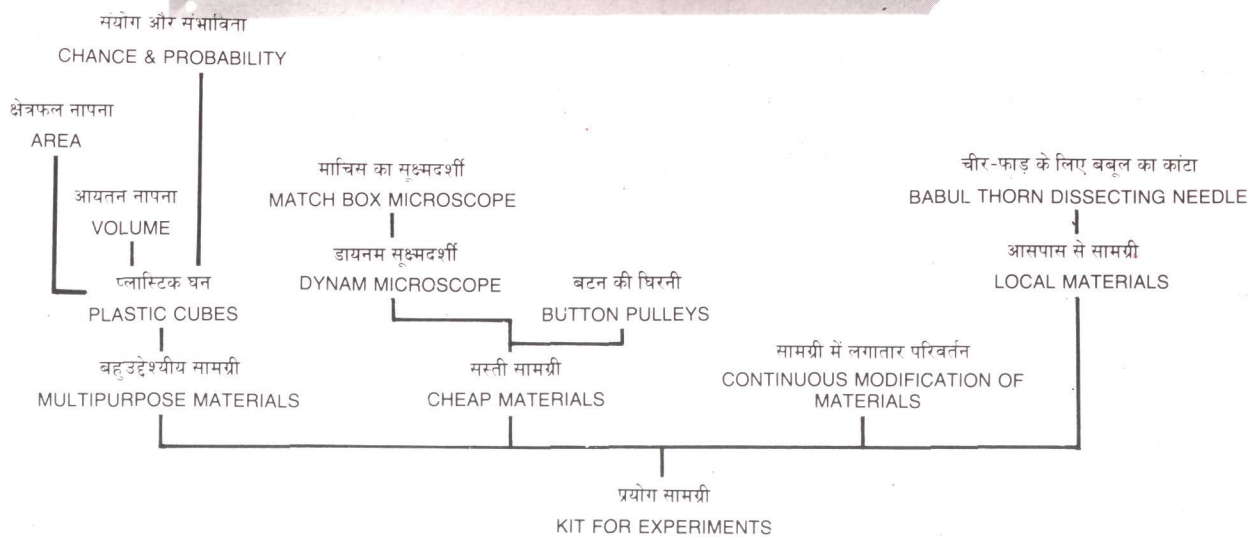 संयोग और संभाविता
CHANCE & PROBABILITY
क्षेत्रफल नापना
AREA
आयतन नापना
VOLUME
प्लास्टिक घन
PLASTIC CUBES
बहुउद्देश्यीय सामग्री
MULTIPURPOSE MATERIALS
माचिस का सूक्ष्मदर्शी
MATCH BOX MICROSCOPE
डायनम सूक्ष्मदर्शी
DYNAM MICROSCOPE
बटन की घिरनी
BUTTON PULLEYS
सस्ती सामग्री
CHEAP MATERIALS
सामग्री में लगातार परिवर्तन
CONTINUOUS MODIFICATION OF
MATERIALS
चीर-फाड़ के लिए बबूल का कांटा
BABUL THORN DISSECTING NEEDLE
आसपास से सामग्री
LOCAL MATERIALS
प्रयोग सामग्री
KIT FOR EXPERIMENTS